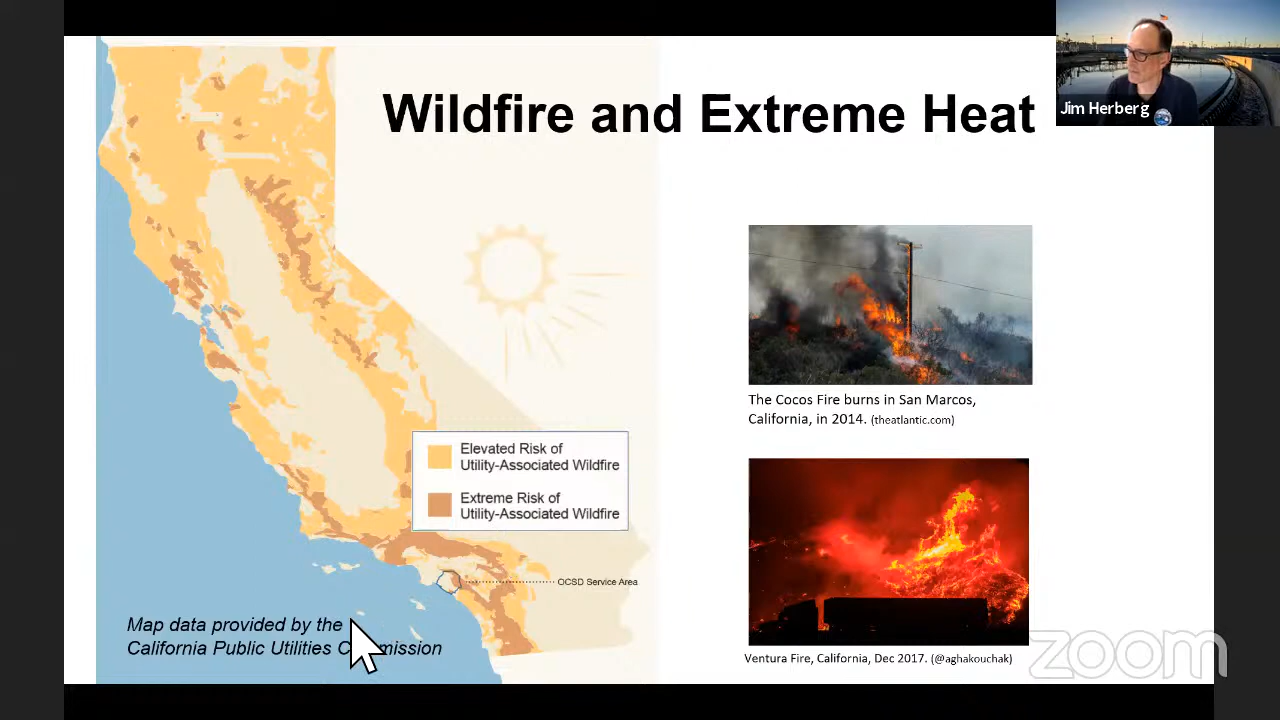 Wildfire and Extreme Heat
Jim Herberg
The Cocos Fire burns in San Marcos,
California, in 2014. (theatlantic.com)
Elevated Risk of
Utility-Associated Wildfire
Extreme Risk of
Utility-Associated Wildfire
OCSD Service Area
Map data provided by the
California Public Utilities C mission
Ventura Fire, California, Dec 2017. (@aghakouchak)
zoom